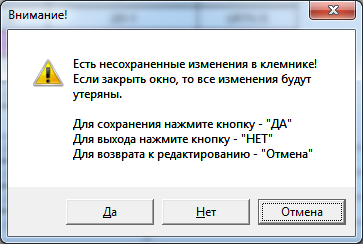 Внимание!
Есть несохраненные изменения в клемнике!
Если закрыть окно, то все изменения будут
утеряны.
Для сохранения нажмите кнопку - "ДА"
Для выхода нажмите кнопку - "НЕТ"
Для возврата к редактированию - "Отмена"
Да
Нет
Отмена